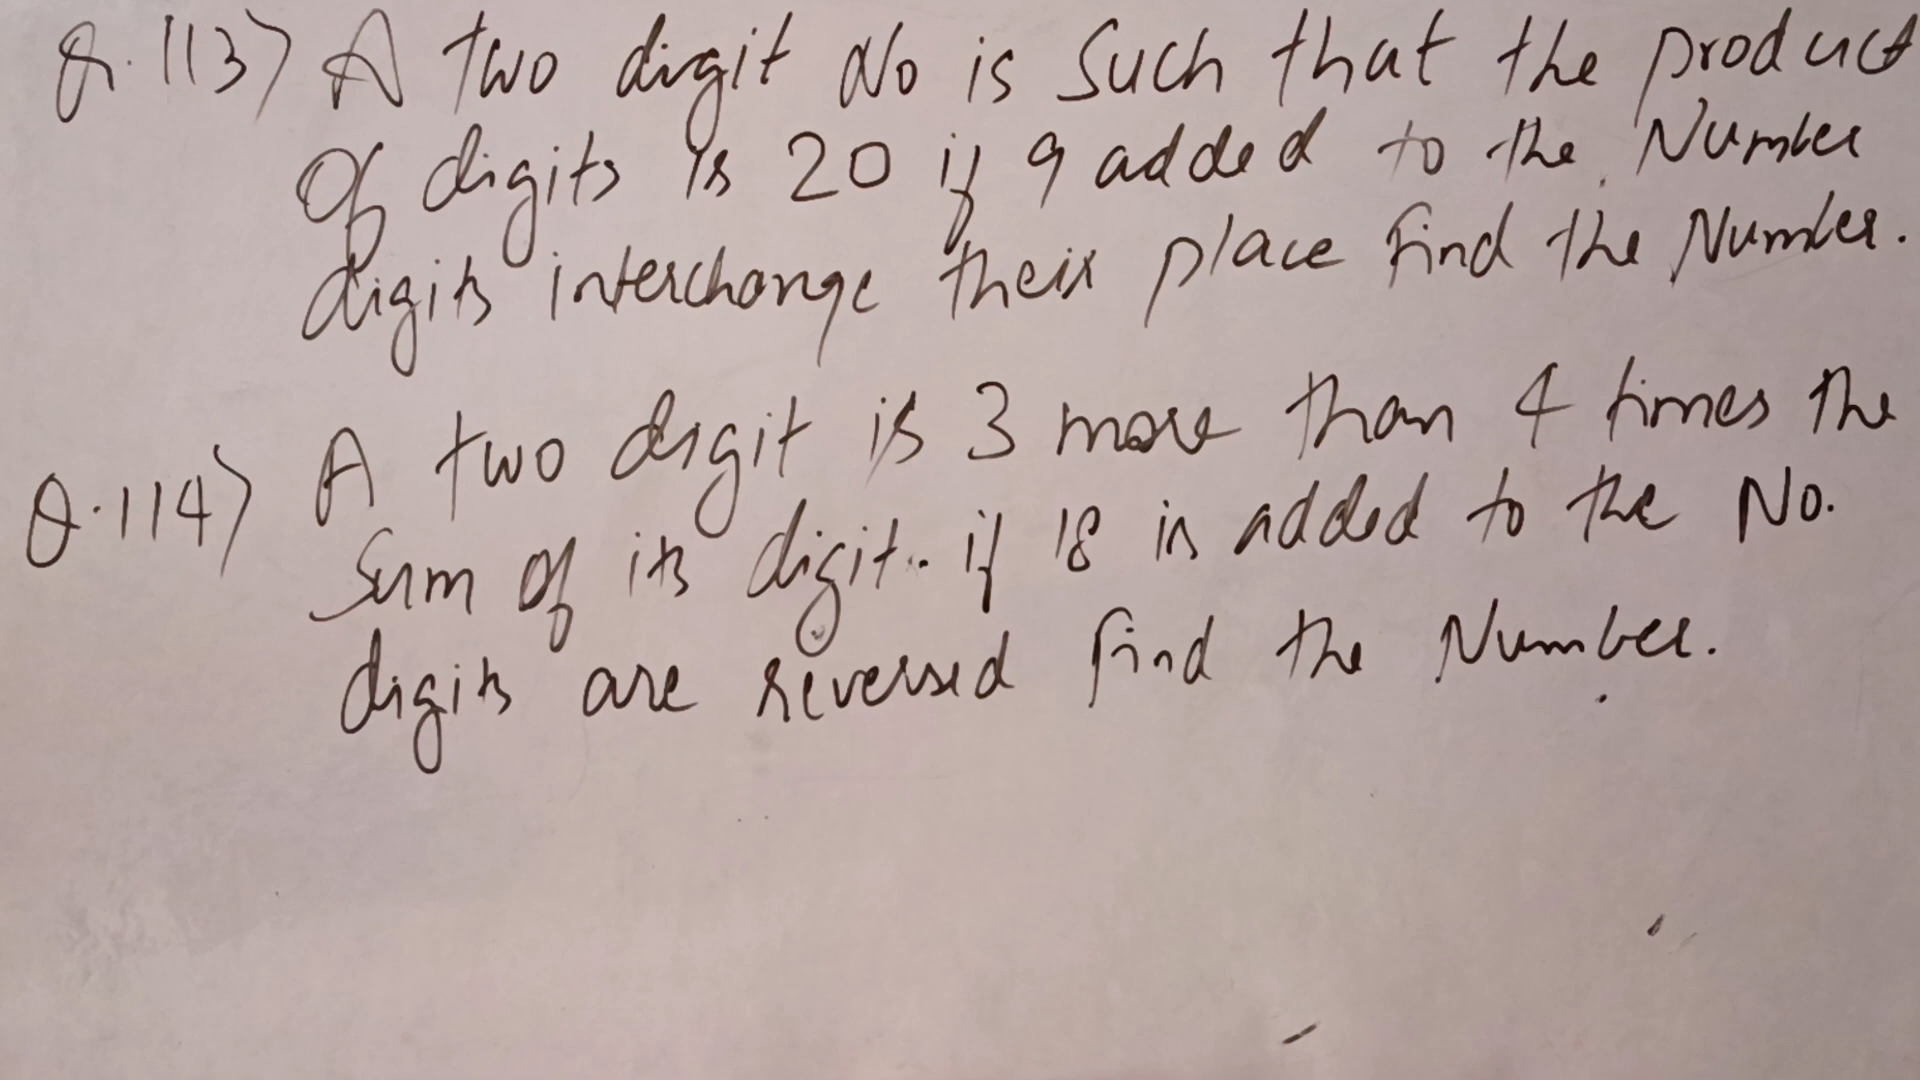 Q.113) A two digit No is such that the product
of digits is 20 if 9 added to the Number
digits interchange their place find the Number.
Q.114) A two digit is 3 more than 4 times the
sum of its digit.. if 18 is added to the No.
digits are reversed find the Number.